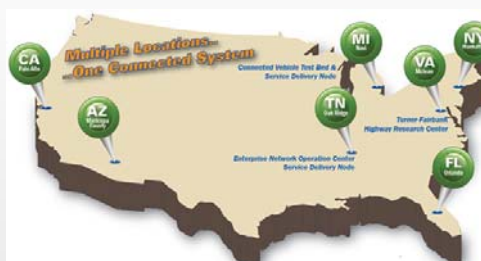 Multiple Locations...
...One Connected System
CA
Palo Alto
AZ
Maricopa
County
MI
Novi
Connected Vehicle Test Bed &
Service Delivery Node
TN
Oak Ridge
Enterprise Network Operation Center
Service Delivery Node
VA
McLean
Turner-Fairbank
Highway Research Center
NY
FL
Orlando